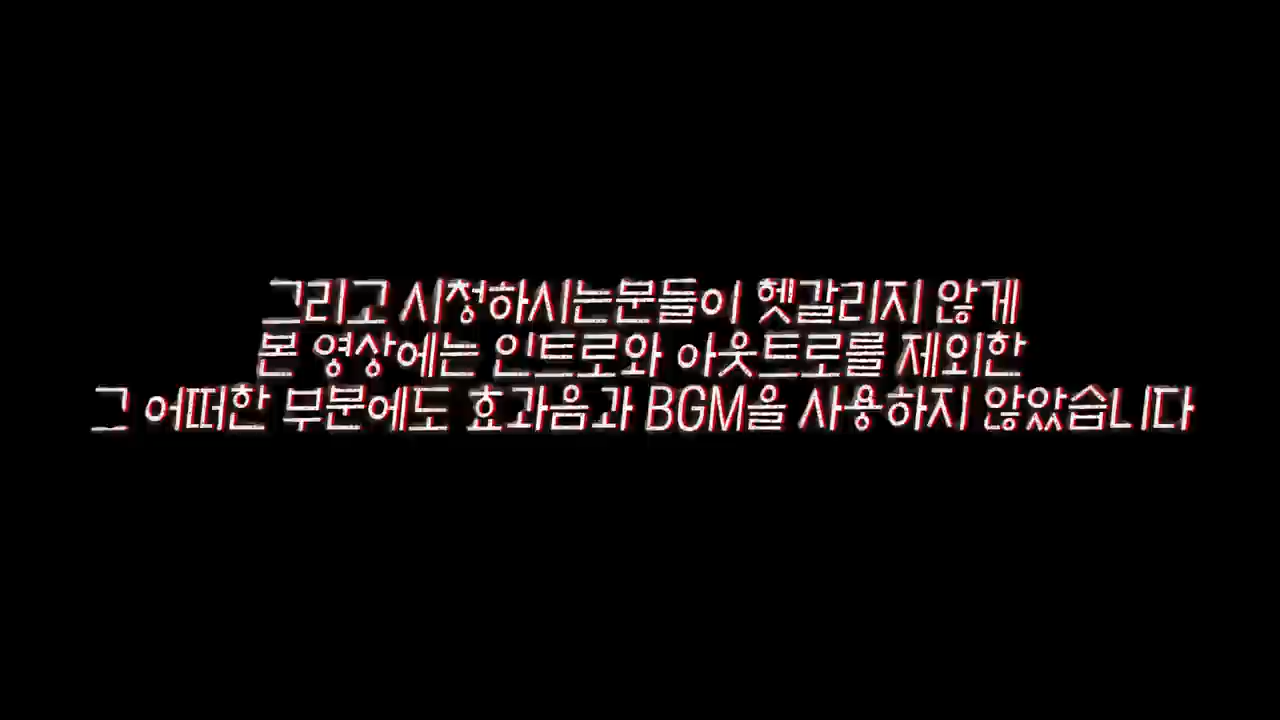 그리고 시청하시는분들이 헷갈리지 않게
본 영상에는 인트로와 아웃트로를 제외한
그 어떠한 부분에도 효과음과 BGM을 사용하지 않았습니다